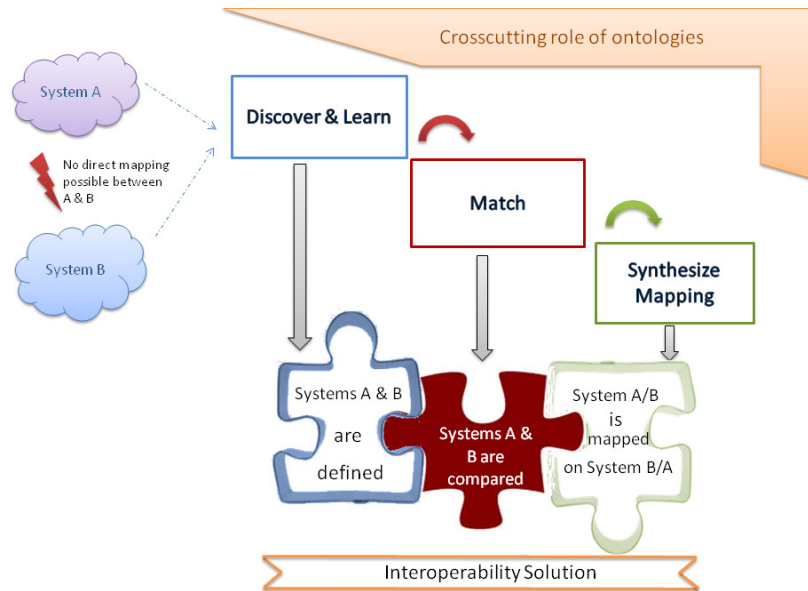 Crosscutting role of ontologies
System A
No direct mapping
possible between
A & B
System B
Discover & Learn
Match
Synthesize
Mapping
Systems A & B
are
defined
Systems A &
B are
compared
System A/B
is
mapped
on System B/A
Interoperability Solution